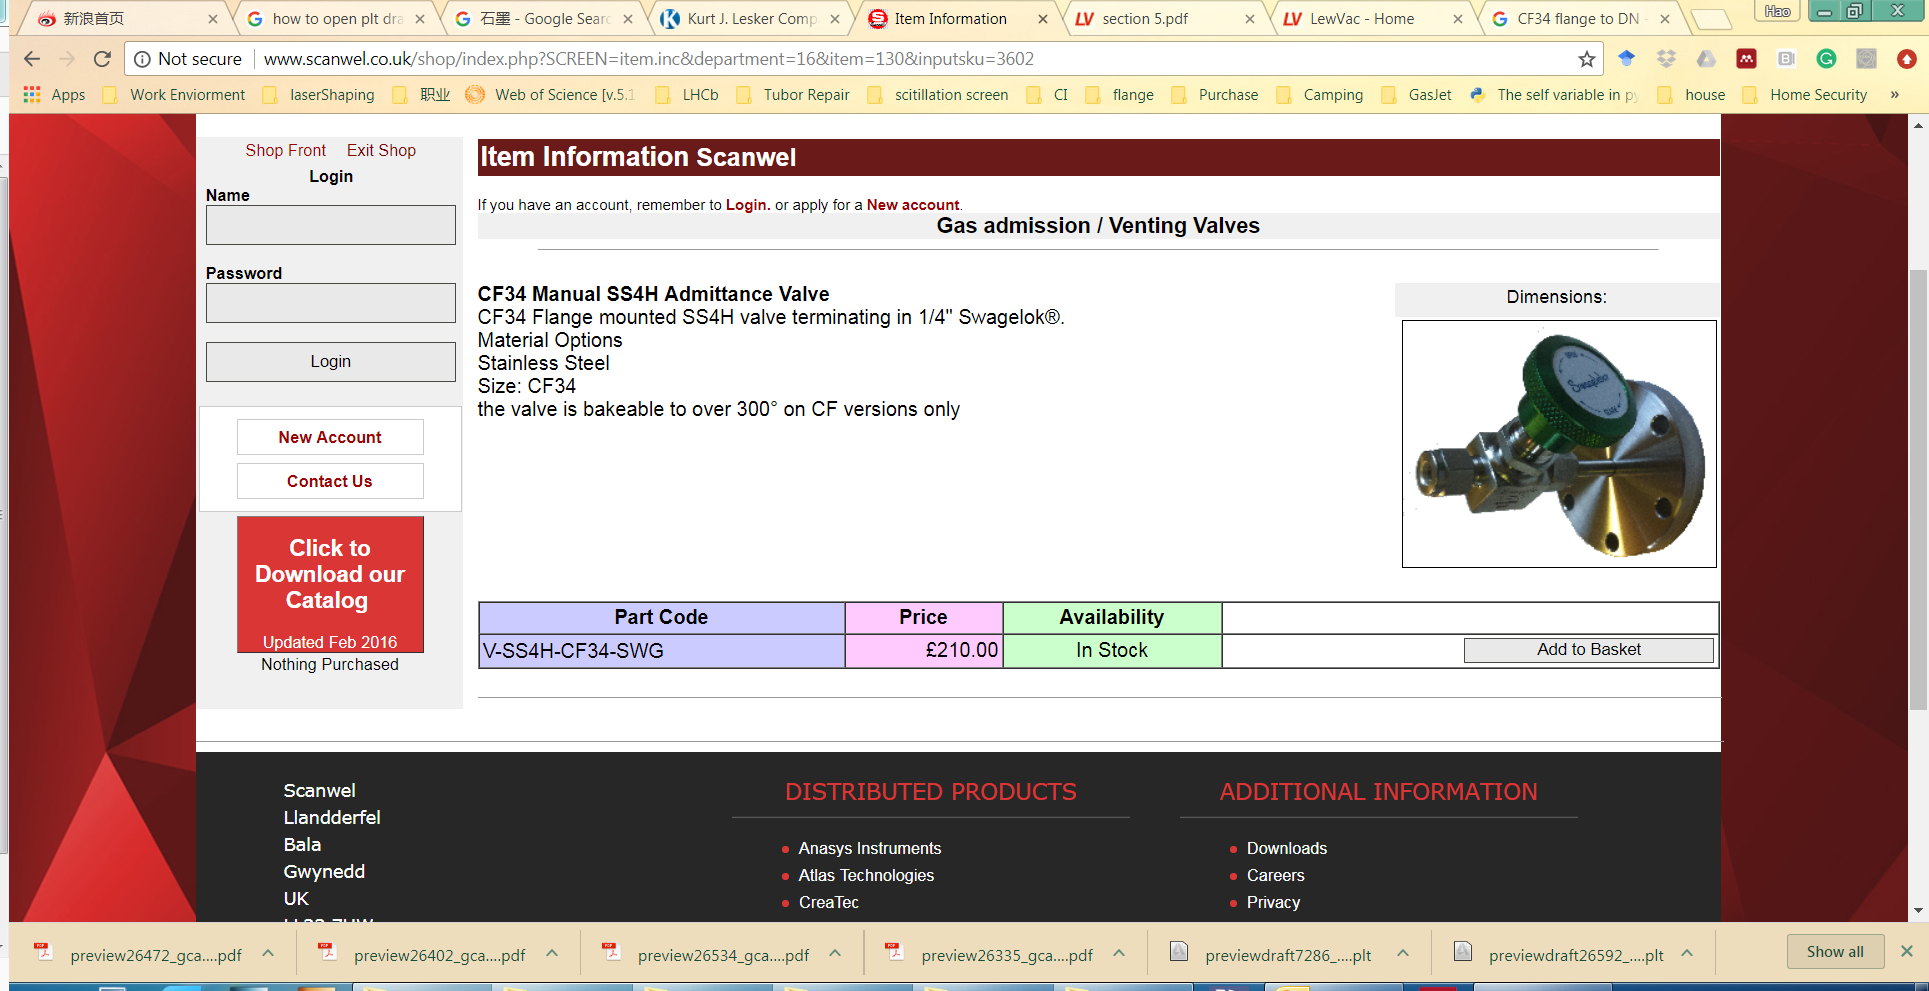 新浪首页
how to open plt dra
石墨 - Google Searc
Kurt J. Lesker Comp
Item Information
section 5.pdf
LewVac - Home
CF34 flange to DN
Hao
Not secure
www.scanwel.co.uk/shop/index.php?SCREEN=item.inc&department=16&item=130&inputsku=3602
Apps
Work Enviorment
laserShaping
职业
Web of Science [v.5.1
LHCb
Tubor Repair
scitillation screen
CI
flange
Purchase
Camping
GasJet
The self variable in py
house
Home Security
»
Shop Front
Exit Shop
Login
Name
Password
Login
New Account
Contact Us
Click to
Download our
Catalog
Updated Feb 2016
Nothing Purchased
Item Information Scanwel
If you have an account, remember to Login. or apply for a New account.
Gas admission / Venting Valves
CF34 Manual SS4H Admittance Valve
CF34 Flange mounted SS4H valve terminating in 1/4" Swagelok®.
Material Options
Stainless Steel
Size: CF34
the valve is bakeable to over 300° on CF versions only
Dimensions:
Swagelok
Part Code
Price
Availability
V-SS4H-CF34-SWG
£210.00
In Stock
Add to Basket
Scanwel
Llandderfel
Bala
Gwynedd
UK
DISTRIBUTED PRODUCTS
Anasys Instruments
Atlas Technologies
CreaTec
ADDITIONAL INFORMATION
Downloads
Careers
Privacy
preview26472_gca....pdf
preview26402_gca....pdf
preview26534_gca....pdf
preview26335_gca....pdf
previewdraft7286_....plt
previewdraft26592_....plt
Show all